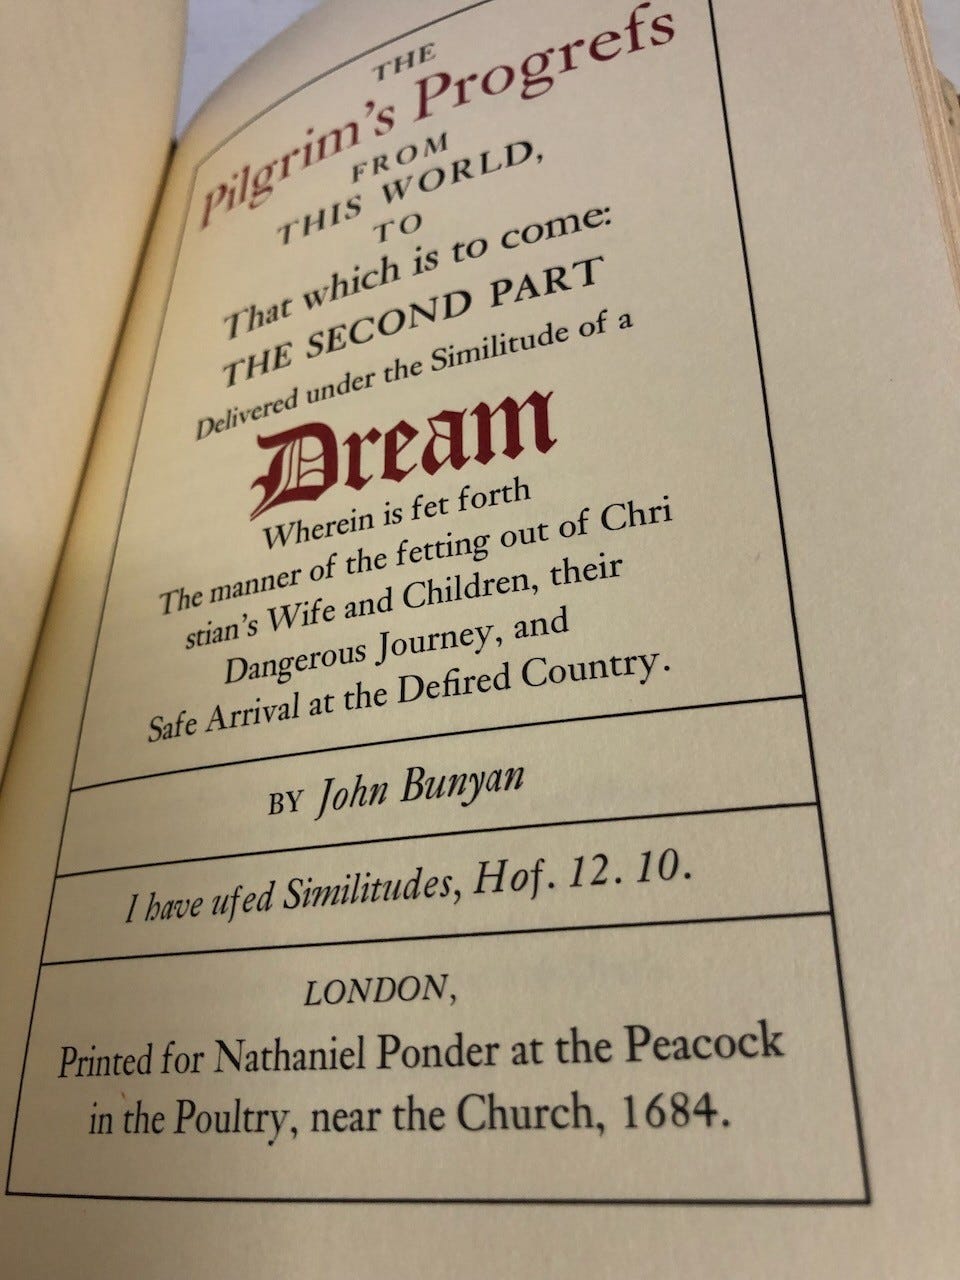 THE
Pilgrim's Progrefs
FROM
THIS WORLD,
TO
That which is to come:
THE SECOND PART
Delivered under the Similitude of a
Dream
Wherein is fet forth
The manner of the fetting out of Chri
stian's Wife and Children, their
Dangerous Journey, and
Safe Arrival at the Defired Country.
BY John Bunyan
I have ufed Similitudes, Hof. 12. 10.
LONDON,
Printed for Nathaniel Ponder at the Peacock
in the Poultry, near the Church, 1684.